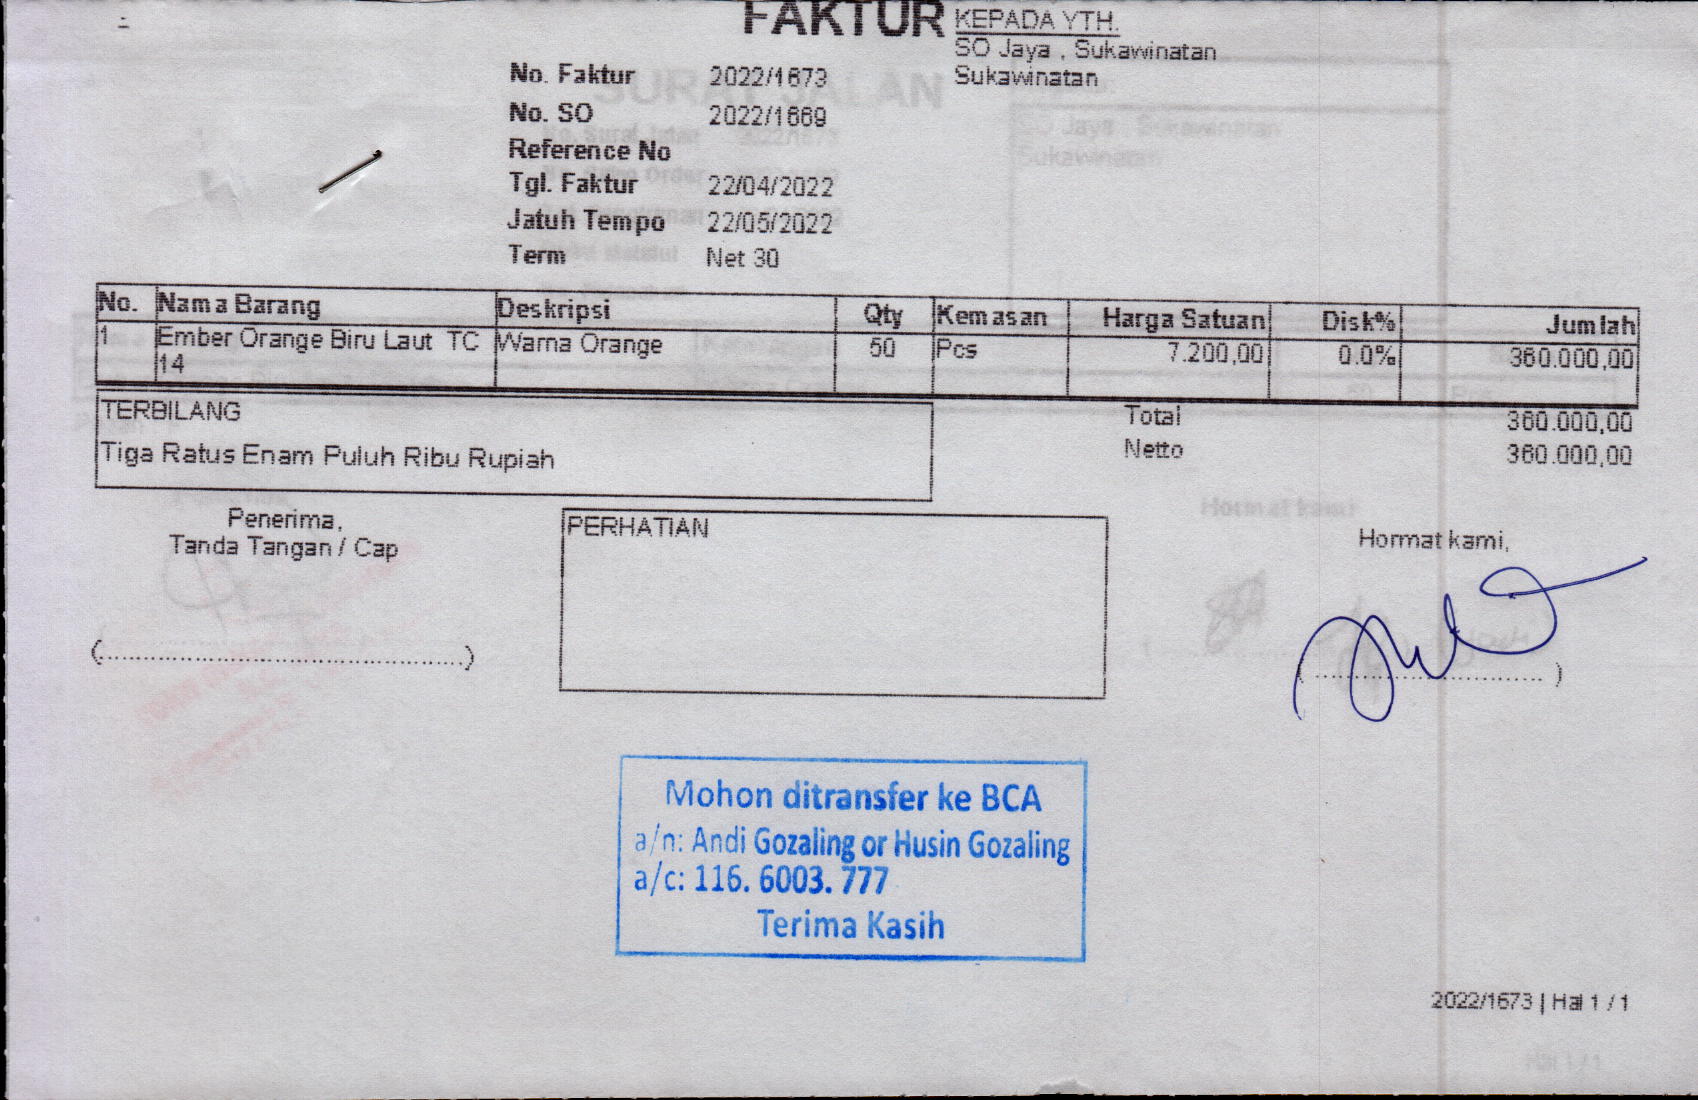 FAKTUR
KEPADA YTH.
SO Jaya , Sukawinatan
Sukawinatan
No. Faktur 2022/1673
No. SO 2022/1669
Reference No
Tgl. Faktur 22/04/2022
Jatuh Tempo 22/05/2022
Term Net 30
SURAT JALAN
No. Nama Barang Deskripsi Qty Kemasan Harga Satuan Disk% Jumlah
1 Ember Orange Biru Laut TC 14 Warna Orange 50 Pcs 7.200,00 0.0% 360.000,00
TERBILANG
Tiga Ratus Enam Puluh Ribu Rupiah
Total 360.000,00
Netto 360.000,00
Penerima,
Tanda Tangan / Cap
(..........................................................)
PERHATIAN
Hormat kami,
( .................................... )
Mohon ditransfer ke BCA
a/n: Andi Gozaling or Husin Gozaling
a/c: 116. 6003. 777
Terima Kasih
2022/1673 | Hal 1 / 1